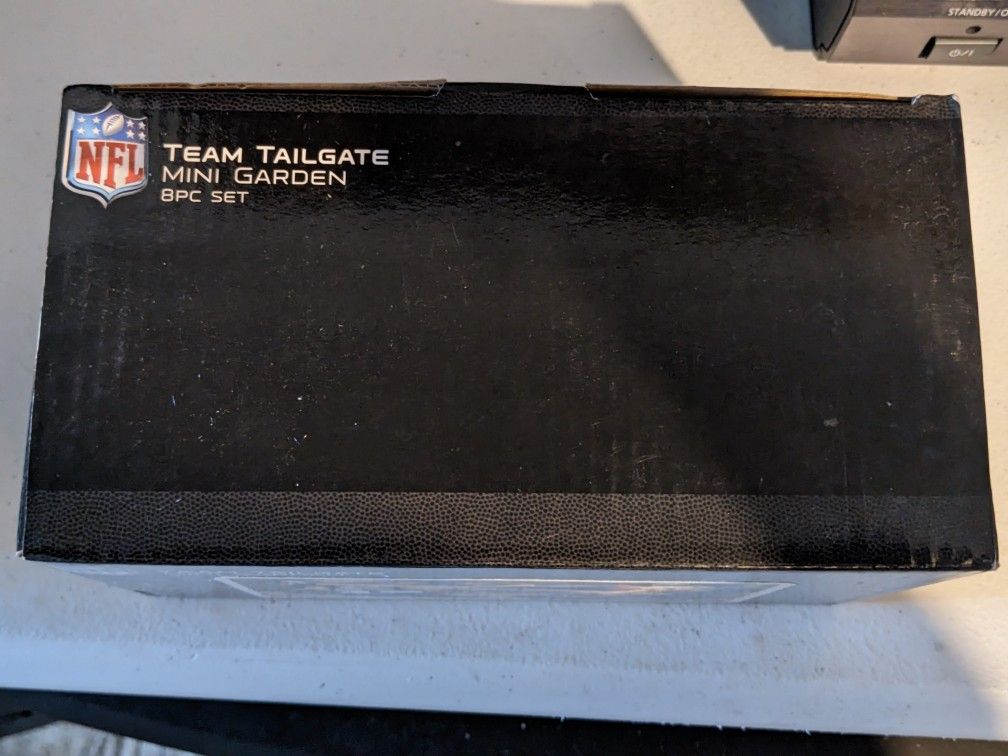 STANDBY/O
NFL
TEAM TAILGATE
MINI GARDEN
8PC SET